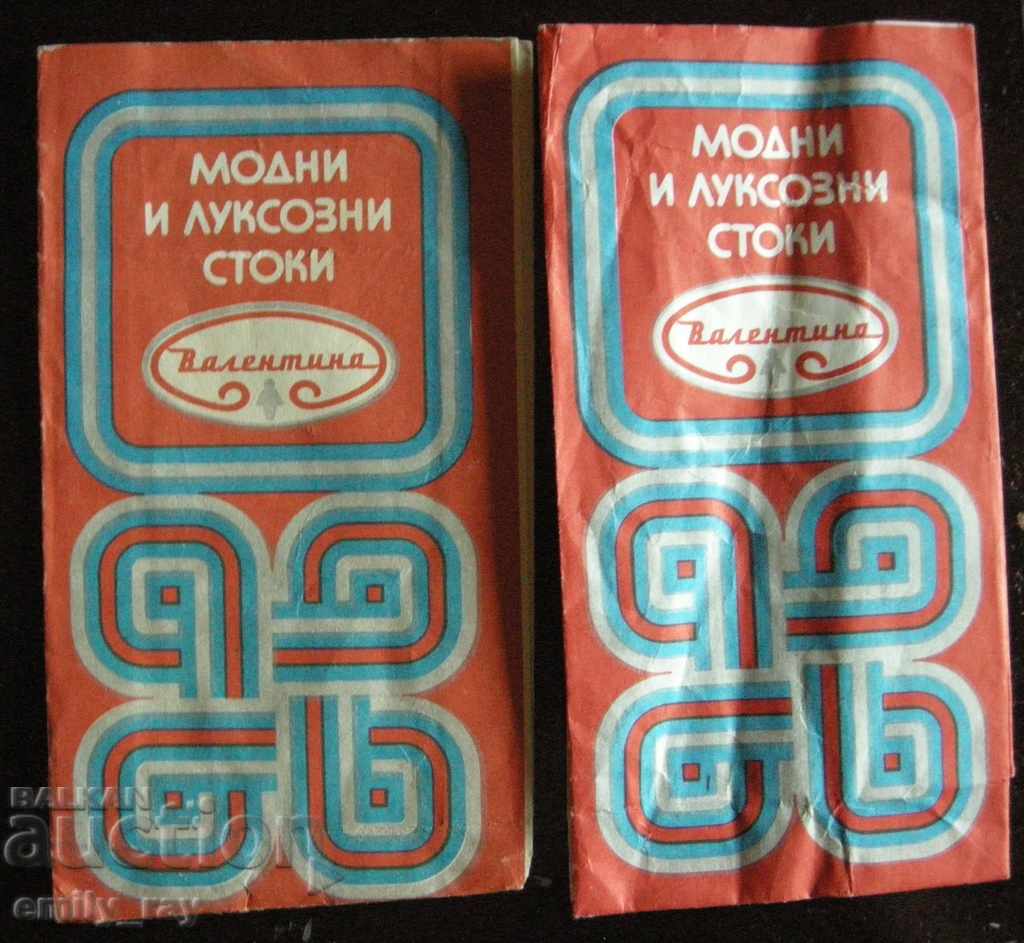 МОДНИ
И ЛУКСОЗНИ
СТОКИ
Валентина
МОДНИ
И ЛУКСОЗНИ
СТОКИ
Валентина
BALKAN
auction
emily_ray